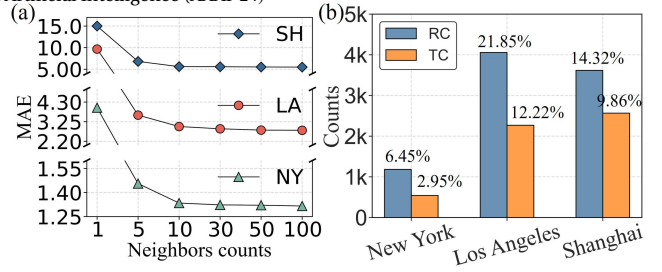 (a)
15.0
10.0
5.00
4.30
3.25
2.20
1.55
1.40
1.25
MAE
SH
LA
NY
1 5 10 30 50 100
Neighbors counts
(b)
5k
4k
3k
2k
1k
0
Counts
RC
TC
6.45%
2.95%
21.85%
12.22%
14.32%
9.86%
New York
Los Angeles
Shanghai